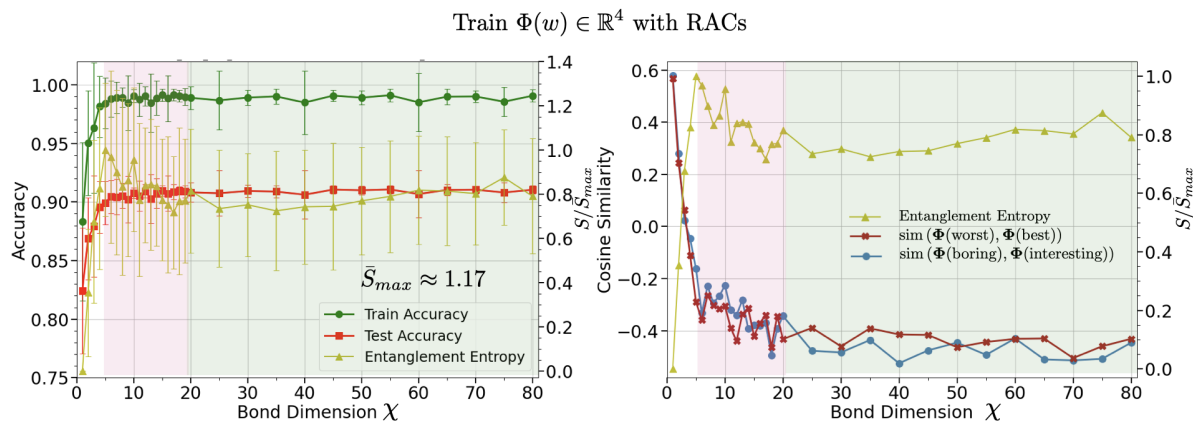 Train Φ(w) ∈ ℝ⁴ with RACs
1.00
0.95
0.90
0.85
0.80
0.75
Accuracy
0 10 20 30 40 50 60 70 80
Bond Dimension χ
1.4
1.2
1.0
0.8
0.6
0.4
0.2
0.0
S/S̄max
S̄max ≈ 1.17
Train Accuracy
Test Accuracy
Entanglement Entropy
0.6
0.4
0.2
0.0
−0.2
−0.4
Cosine Similarity
0 10 20 30 40 50 60 70 80
Bond Dimension χ
1.0
0.8
0.6
0.4
0.2
0.0
S/S̄max
Entanglement Entropy
sim (Φ(worst), Φ(best))
sim (Φ(boring), Φ(interesting))